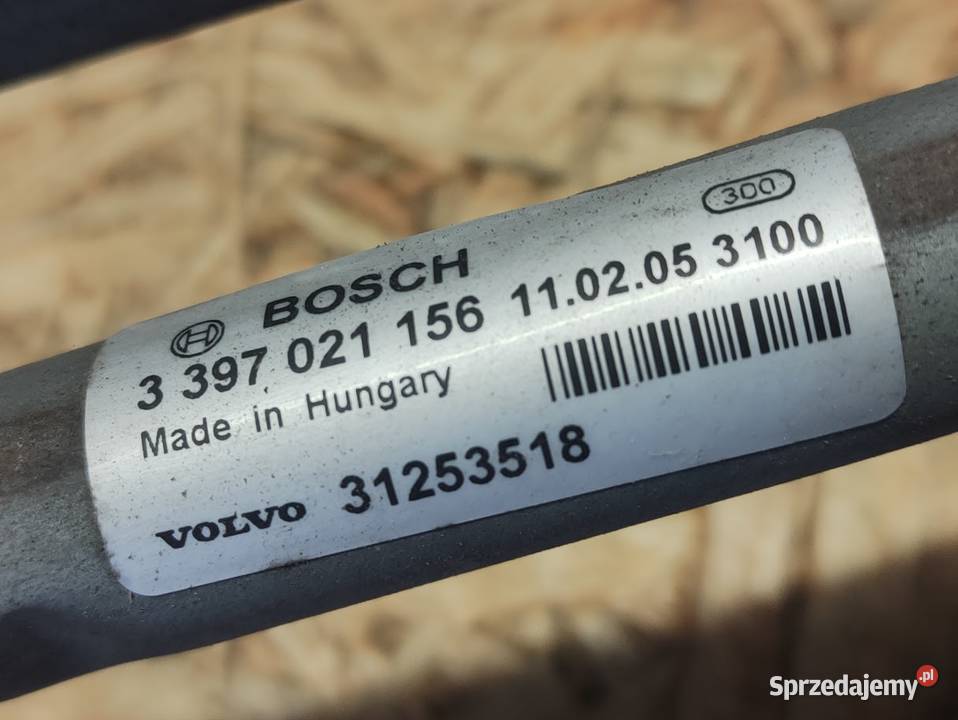 300
BOSCH
3 397 021 156 11.02.05 3100
Made in Hungary
VOLVO 31253518
Sprzedajemy.pl